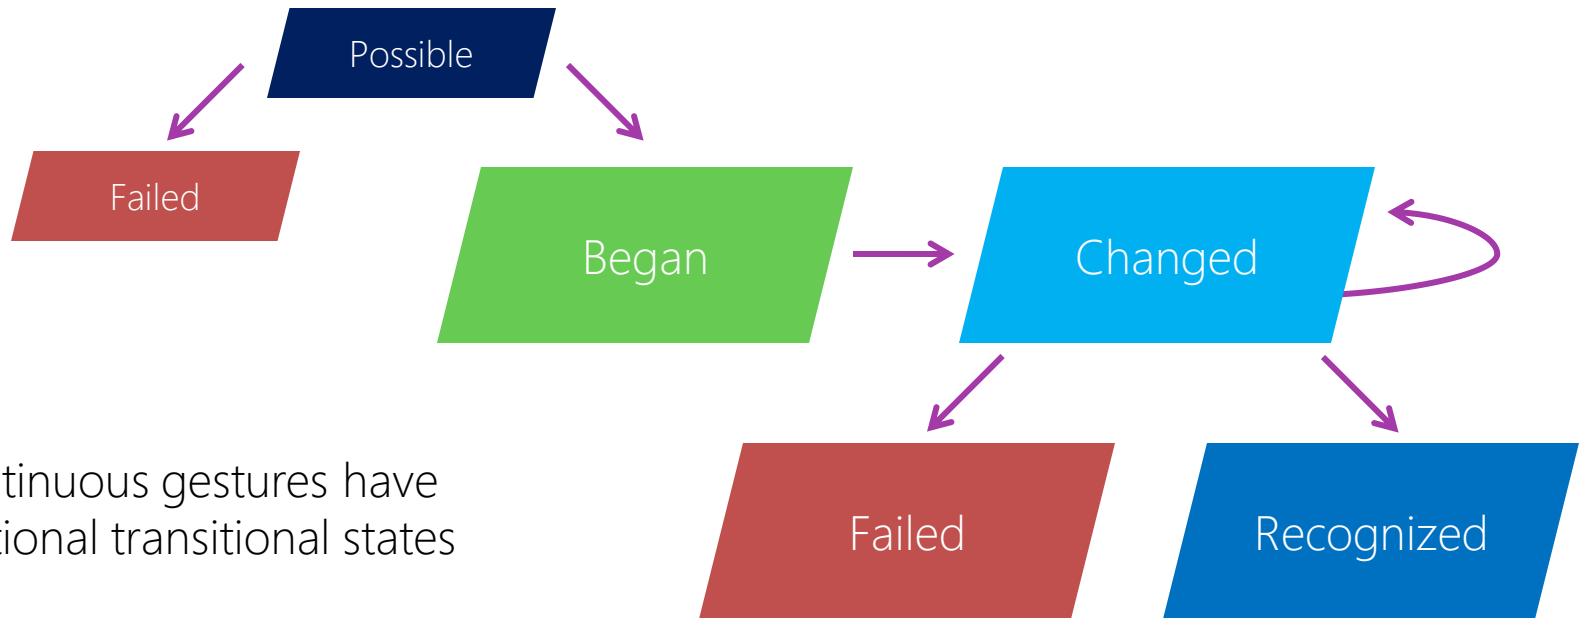 Possible
Failed
Began
Changed
tinuous gestures have
tional transitional states
Failed
Recognized